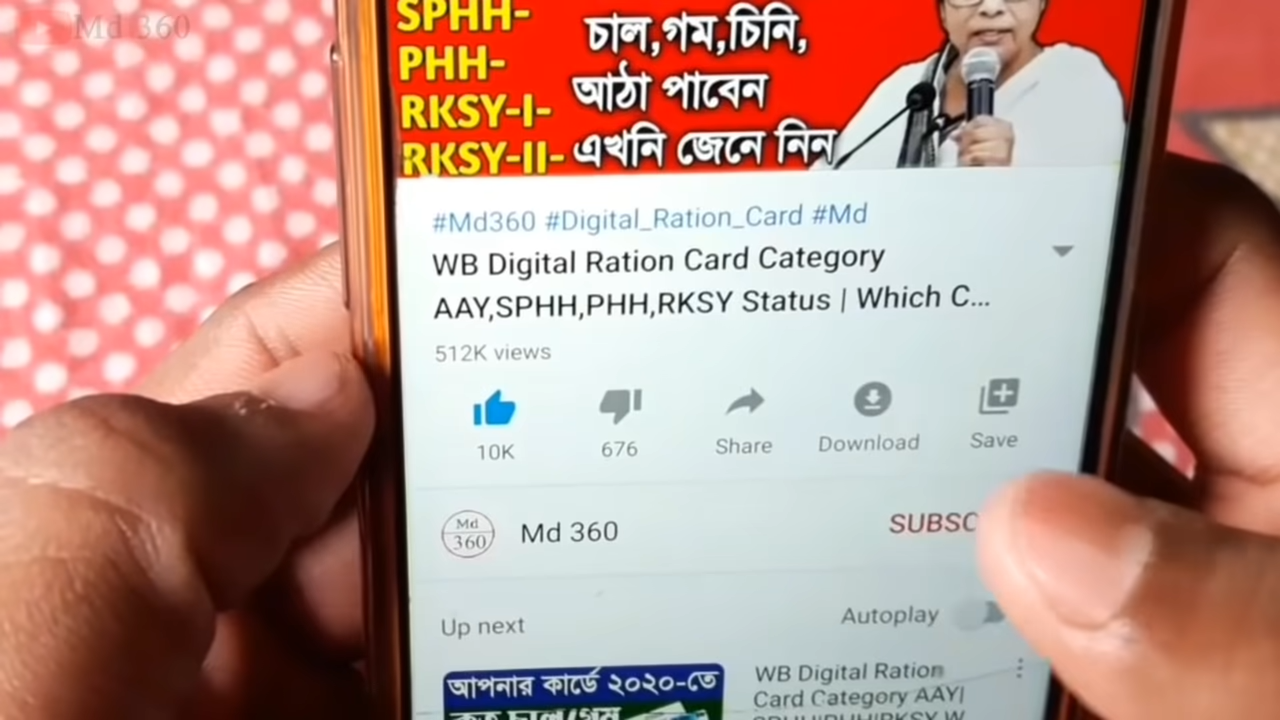 Md 360
SPHH-
PHH-
RKSY-I-
RKSY-II-
চাল,গম,চিনি,
আঠা পাবেন
এখনি জেনে নিন
#Md360 #Digital_Ration_Card #Md
WB Digital Ration Card Category
AAY,SPHH,PHH,RKSY Status | Which C...
512K views
10K
676
Share
Download
Save
Md
360
Md 360
SUBSC
Up next
Autoplay
আপনার কার্ডে ২০২০-তে
কত চাল/গম
WB Digital Ration
Card Category AAY|